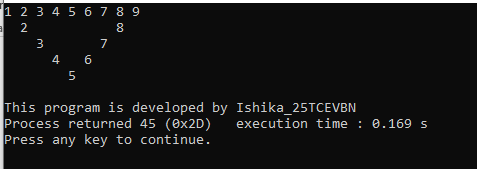 1 2 3 4 5 6 7 8 9
2 8
3 7
4 6
5
This program is developed by Ishika_25TCEVBN
Process returned 45 (0x2D) execution time : 0.169 s
Press any key to continue.